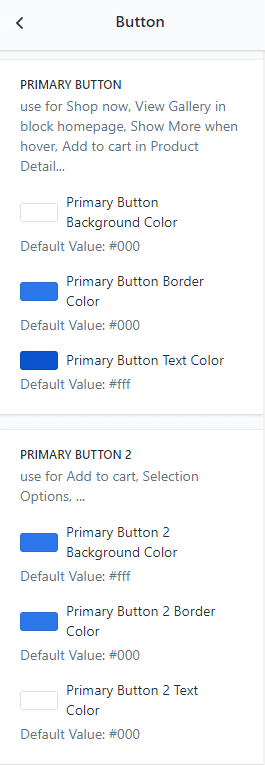 Button
PRIMARY BUTTON
use for Shop now, View Gallery in
block homepage, Show More when
hover, Add to cart in Product
Detail...
Primary Button
Background Color
Default Value: #000
Primary Button Border
Color
Default Value: #000
Primary Button Text Color
Default Value: #fff
PRIMARY BUTTON 2
use for Add to cart, Selection
Options, ...
Primary Button 2
Background Color
Default Value: #fff
Primary Button 2 Border
Color
Default Value: #000
Primary Button 2 Text
Color
Default Value: #000